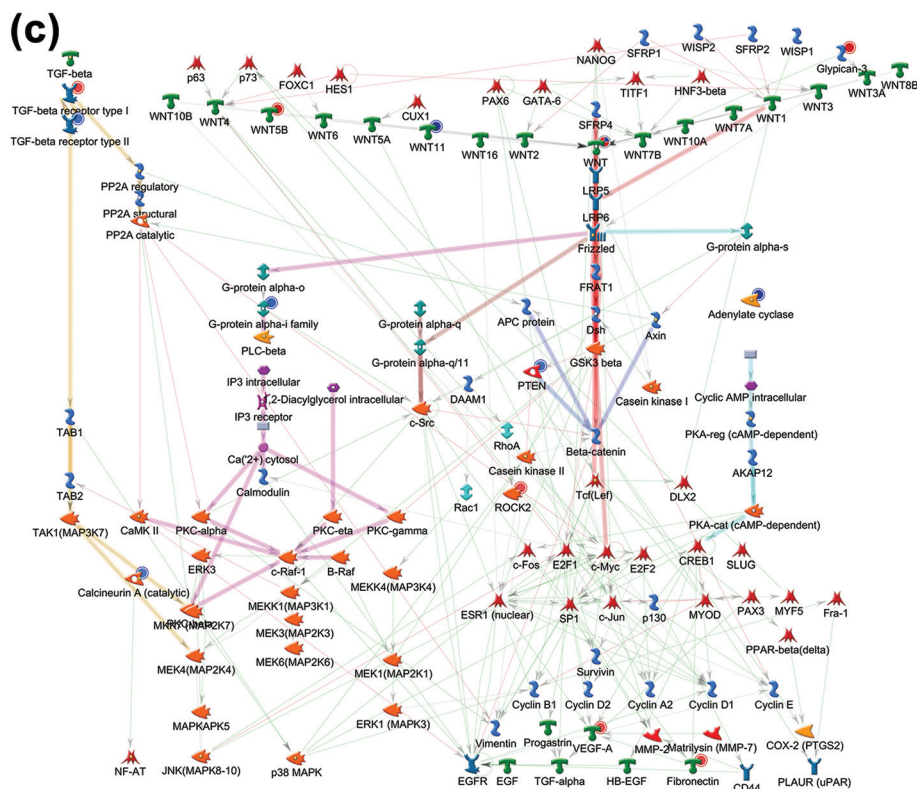 (c)
TGF-beta
TGF-beta receptor type I
TGF-beta receptor type II
p63
p73
FOXC1
HES1
WNT10B
WNT4
WNT5B
WNT6
WNT5A
CUX1
WNT11
PAX6
GATA-6
WNT16
WNT2
NANOG
SFRP1
WISP2
SFRP2
WISP1
Glypican-3
TITF1
HNF3-beta
WNT1
WNT3
WNT3A
WNT8B
SFRP4
WNT
WNT7B
WNT10A
WNT7A
LRP5
LRP6
Frizzled
PP2A regulatory
PP2A structural
PP2A catalytic
G-protein alpha-s
G-protein alpha-o
G-protein alpha-i family
PLC-beta
G-protein alpha-q
G-protein alpha-q/11
FRAT1
APC protein
Dsh
Axin
GSK3 beta
Adenylate cyclase
IP3 intracellular
1,2-Diacylglycerol intracellular
IP3 receptor
DAAM1
PTEN
Casein kinase I
Cyclic AMP intracellular
c-Src
TAB1
Ca('2+) cytosol
RhoA
Beta-catenin
PKA-reg (cAMP-dependent)
Calmodulin
Casein kinase II
AKAP12
TAB2
Rac1
ROCK2
Tcf(Lef)
DLX2
TAK1(MAP3K7)
CaMK II
PKC-alpha
PKC-eta
PKC-gamma
PKA-cat (cAMP-dependent)
ERK3
c-Raf-1
B-Raf
c-Fos
E2F1
c-Myc
E2F2
CREB1
SLUG
Calcineurin A (catalytic)
MEKK4(MAP3K4)
MEKK1(MAP3K1)
MKK7 (MAP2K7)
PKC-beta
MEK3(MAP2K3)
ESR1 (nuclear)
SP1
c-Jun
p130
MYOD
PAX3
MYF5
Fra-1
PPAR-beta(delta)
MEK4(MAP2K4)
MEK6(MAP2K6)
MEK1(MAP2K1)
Survivin
MAPKAPK5
ERK1 (MAPK3)
Cyclin B1
Cyclin D2
Cyclin A2
Cyclin D1
Cyclin E
Vimentin
Progastrin
VEGF-A
MMP-2
Matrilysin (MMP-7)
COX-2 (PTGS2)
NF-AT
JNK(MAPK8-10)
p38 MAPK
EGFR
EGF
TGF-alpha
HB-EGF
Fibronectin
CD44
PLAUR (uPAR)